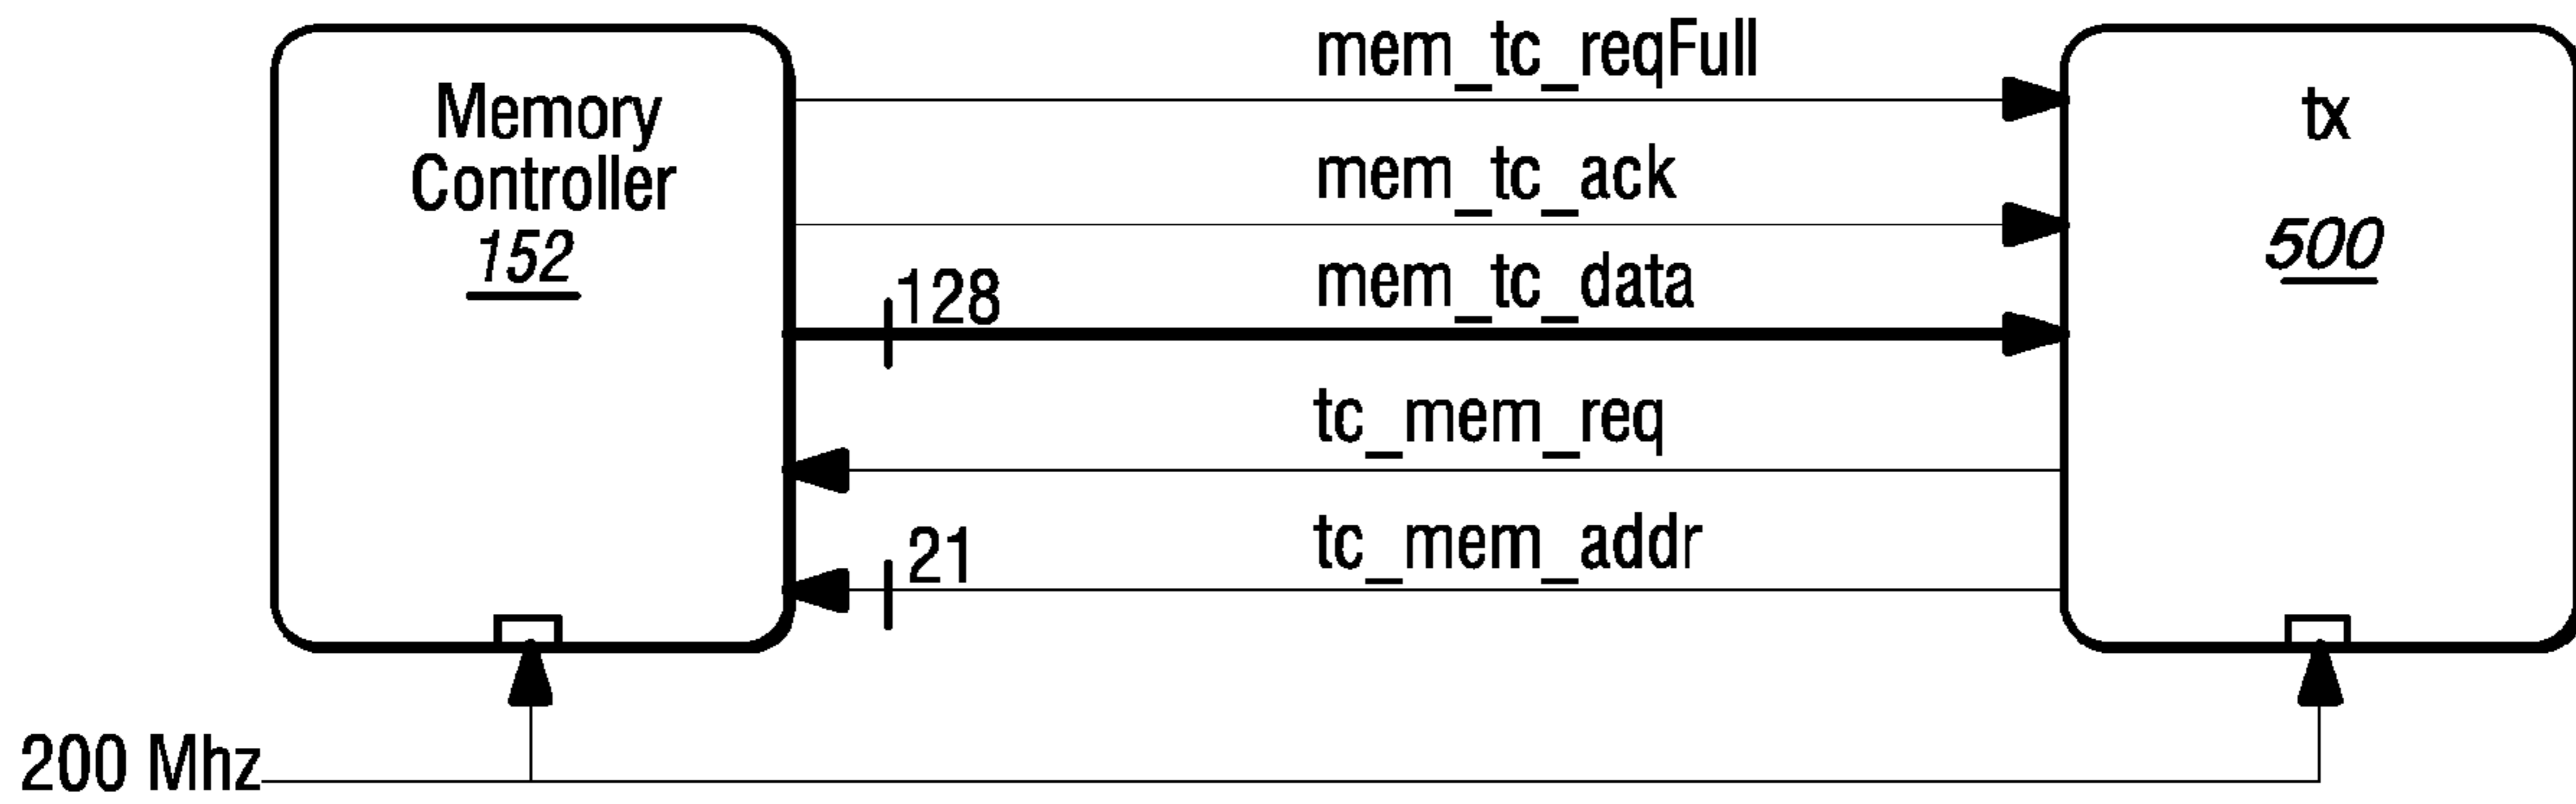 Memory
Controller
152
mem_tc_reqFull
mem_tc_ack
128
mem_tc_data
tc_mem_req
21
tc_mem_addr
tx
500
200 Mhz